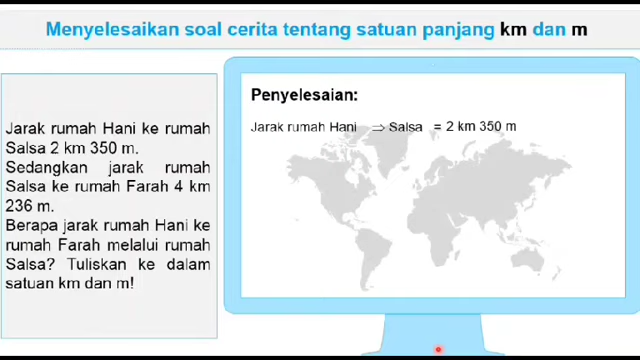 Menyelesaikan soal cerita tentang satuan panjang km dan m
Jarak rumah Hani ke rumah
Salsa 2 km 350 m.
Sedangkan jarak rumah
Salsa ke rumah Farah 4 km
236 m.
Berapa jarak rumah Hani ke
rumah Farah melalui rumah
Salsa? Tuliskan ke dalam
satuan km dan m!
Penyelesaian:
Jarak rumah Hani ⇒ Salsa = 2 km 350 m